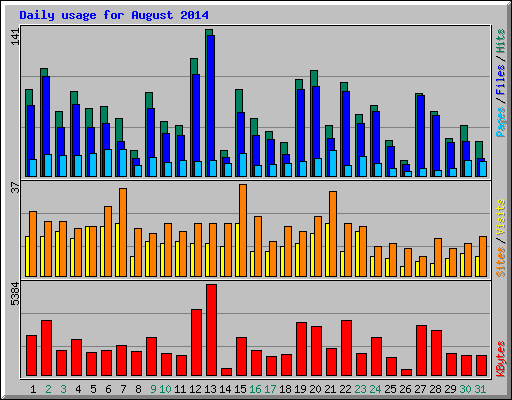 Daily usage for August 2014
141
Pages / Files / Hits
37
Sites / Visits
5384
KBytes
1 2 3 4 5 6 7 8 9 10 11 12 13 14 15 16 17 18 19 20 21 22 23 24 25 26 27 28 29 30 31